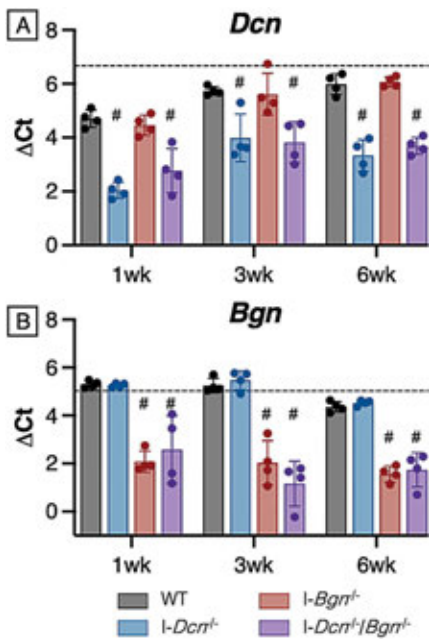 A
Dcn
ΔCt
8
6
4
2
0
# # # # # #
1wk 3wk 6wk
B
Bgn
ΔCt
8
6
4
2
0
# # # # # #
1wk 3wk 6wk
WT I-Bgn-/-
I-Dcn-/- I-Dcn-/-/Bgn-/-